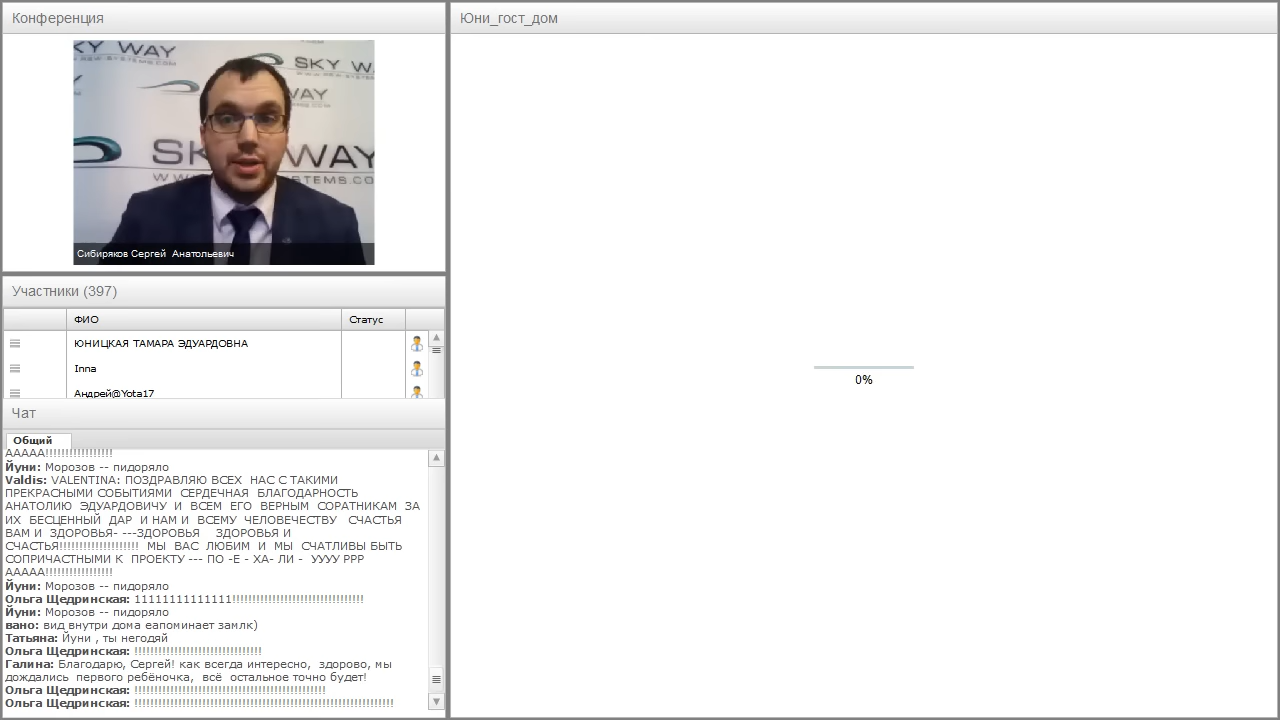 Конференция
Юни_гост_дом
SKY WAY
SKY W
WAY
SK
WAY
Сибиряков Сергей Анатольевич
Участники (397)
ФИО Статус
ЮНИЦКАЯ ТАМАРА ЭДУАРДОВНА
Inna
Андрей@Yota17
Чат
Общий
ААААА!!!!!!!!!!!!!!!!
Йуни: Морозов -- пидоряло
Valdis: VALENTINA: ПОЗДРАВЛЯЮ ВСЕХ НАС С ТАКИМИ
ПРЕКРАСНЫМИ СОБЫТИЯМИ СЕРДЕЧНАЯ БЛАГОДАРНОСТЬ
АНАТОЛИЮ ЭДУАРДОВИЧУ И ВСЕМ ЕГО ВЕРНЫМ СОРАТНИКАМ ЗА
ИХ БЕСЦЕННЫЙ ДАР И НАМ И ВСЕМУ ЧЕЛОВЕЧЕСТВУ СЧАСТЬЯ
ВАМ И ЗДОРОВЬЯ- ---ЗДОРОВЬЯ ЗДОРОВЬЯ И
СЧАСТЬЯ!!!!!!!!!!!!!!!!!!!! МЫ ВАС ЛЮБИМ И МЫ СЧАТЛИВЫ БЫТЬ
СОПРИЧАСТНЫМИ К ПРОЕКТУ --- ПО -Е - ХА- ЛИ - УУУУ РРР
ААААА!!!!!!!!!!!!!!!!!
Йуни: Морозов -- пидоряло
Ольга Щедринская: 11111111111111!!!!!!!!!!!!!!!!!!!!!!!!!!!!!!!!!
Йуни: Морозов -- пидоряло
вано: вид внутри дома еапоминает замлк)
Татьяна: Йуни , ты негодяй
Ольга Щедринская: !!!!!!!!!!!!!!!!!!!!!!!!!!!!!!!!
Галина: Благодарю, Сергей! как всегда интересно, здорово, мы
дождались первого ребёночка, всё остальное точно будет!
Ольга Щедринская: !!!!!!!!!!!!!!!!!!!!!!!!!!!!!!!!!!!!!!!!!!!!!!!!
Ольга Щедринская: !!!!!!!!!!!!!!!!!!!!!!!!!!!!!!!!!!!!!!!!!!!!!!!!!!!!!!!!!!!!!!!!!
0%